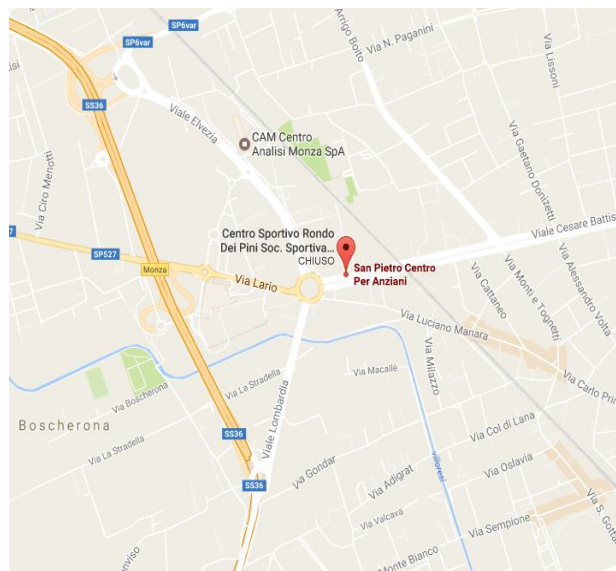 SP6var
SP6var
Arrigo Boito
Via N. Paganini
Via Lissoni
SS36
Viale Elvezia
CAM Centro
Analisi Monza SpA
Via Gaetano Donizetti
Via Ciro Menotti
Centro Sportivo Rondo
Dei Pini Soc. Sportiva...
CHIUSO
Viale Cesare Battis
SP527
Monza
Via Lario
San Pietro Centro
Per Anziani
Via Cattaneo
Via Monti e Tognetti
Via Alessandro Volta
Via Luciano Manara
Via Milazzo
Via Macallè
Via La Stradella
Via Carlo Prin
Via Boscherona
Boscherona
Viale Lombardia
Via La Stradella
SS36
Via Col di Lana
villoresi
Via Oslavia
SS36
Via Gondar
Via Adigrat
Via Valcava
Via Sempione
Via S. Gotta
Monte Bianco